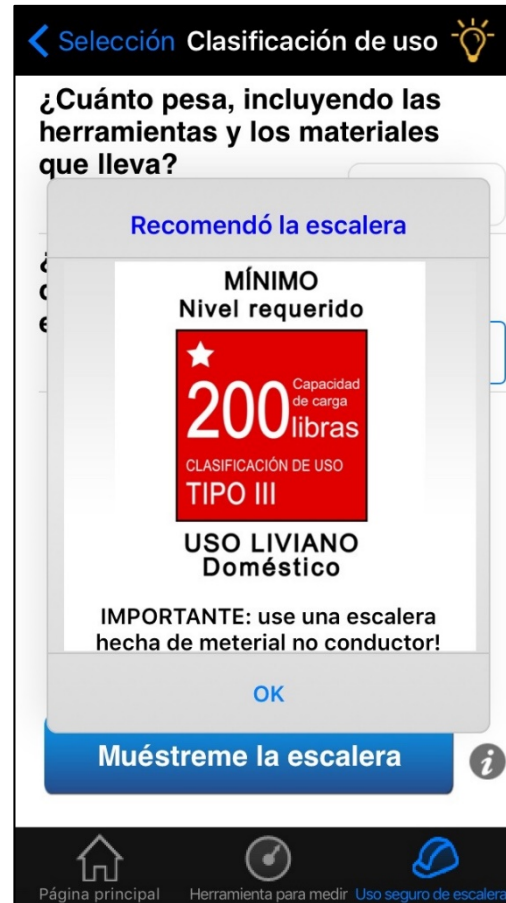 Selección Clasificación de uso
¿Cuánto pesa, incluyendo las
herramientas y los materiales
que lleva?
Recomendó la escalera
MÍNIMO
Nivel requerido
200 Capacidad
de carga
libras
CLASIFICACIÓN DE USO
TIPO III
USO LIVIANO
Doméstico
IMPORTANTE: use una escalera
hecha de meterial no conductor!
OK
Muéstreme la escalera
Página principal Herramienta para medir Uso seguro de escalera